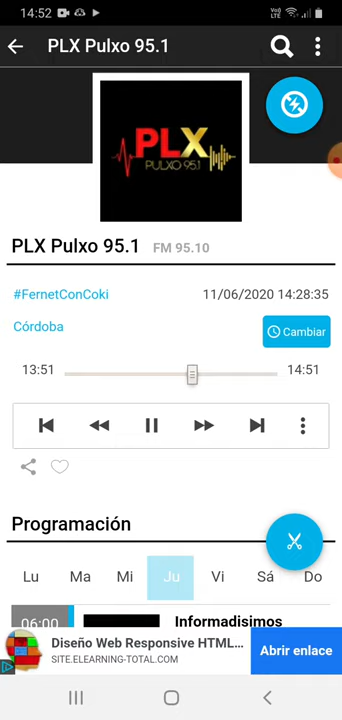 14:52 Vo) LTE
PLX Pulxo 95.1
PLX
PULXO 95.1
PLX Pulxo 95.1 FM 95.10
#FernetConCoki 11/06/2020 14:28:35
Córdoba Cambiar
13:51 14:51
Programación
Lu Ma Mi Ju Vi Sá Do
06:00 Informadisimos
Diseño Web Responsive HTML...
SITE.ELEARNING-TOTAL.COM
Abrir enlace